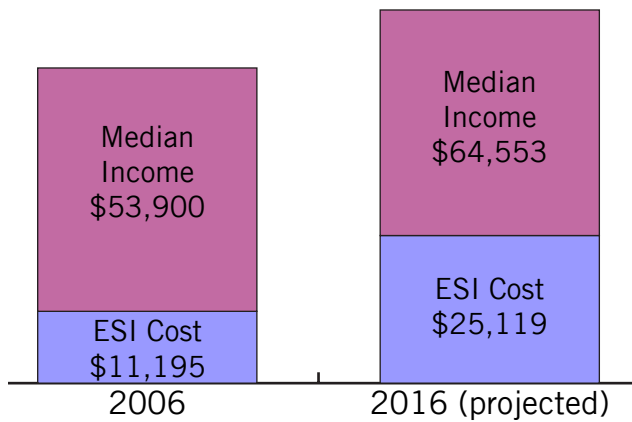 Median
Income
$53,900
ESI Cost
$11,195
2006
Median
Income
$64,553
ESI Cost
$25,119
2016 (projected)